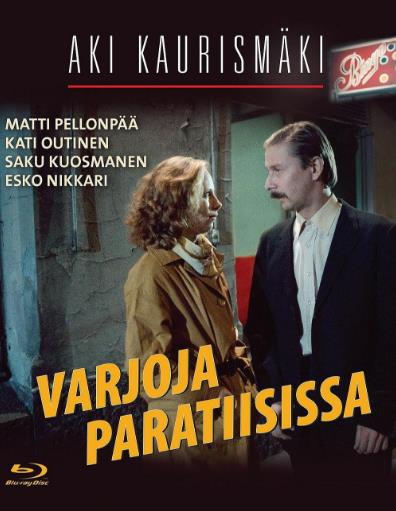 AKI KAURISMÄKI
MATTI PELLONPÄÄ
KATI OUTINEN
SAKU KUOSMANEN
ESKO NIKKARI
VARJOJA
PARATIISISSA
Blu-ray Disc